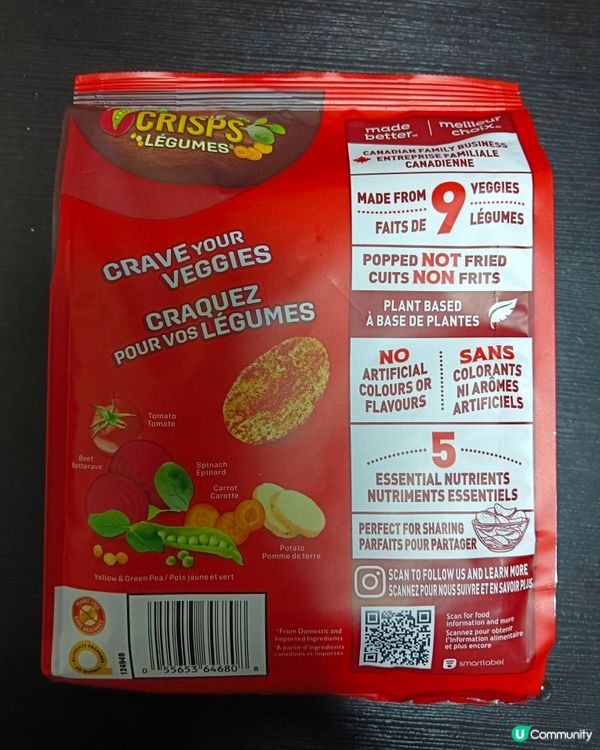 CRISPS
LÉGUMES
CRAVE YOUR
VEGGIES
CRAQUEZ
POUR VOS LÉGUMES
Tomato
Tomate
Beet
Betterave
Spinach
Épinard
Carrot
Carotte
Potato
Pomme de terre
Yellow & Green Pea / Pois jaune et vert
124949
0 55653 64680 8
*From Domestic and
Imported Ingredients
*À partir d'ingrédients
canadiens et importés
made
better
meilleur
choix
CANADIAN FAMILY BUSINESS
ENTREPRISE FAMILIALE
CANADIENNE
MADE FROM 9 VEGGIES
FAITS DE LÉGUMES
POPPED NOT FRIED
CUITS NON FRITS
PLANT BASED
À BASE DE PLANTES
NO
ARTIFICIAL
COLOURS OR
FLAVOURS
SANS
COLORANTS
NI ARÔMES
ARTIFICIELS
5
ESSENTIAL NUTRIENTS
NUTRIMENTS ESSENTIELS
PERFECT FOR SHARING
PARFAITS POUR PARTAGER
SCAN TO FOLLOW US AND LEARN MORE
SCANNEZ POUR NOUS SUIVRE ET EN SAVOIR PLUS
Scan for food
information and more
Scannez pour obtenir
l'information alimentaire
et plus encore
smartlabel
U Community